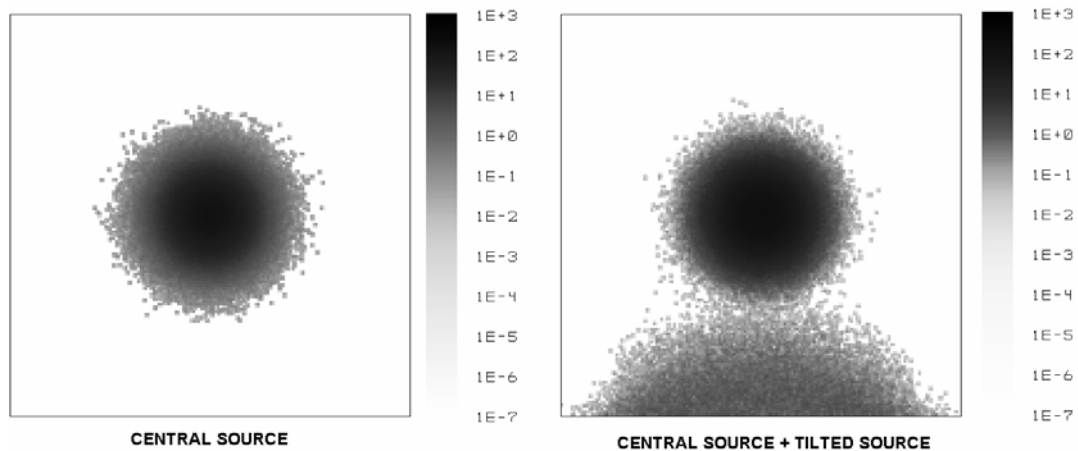 1E+3
1E+2
1E+1
1E+0
1E-1
1E-2
1E-3
1E-4
1E-5
1E-6
1E-7
CENTRAL SOURCE
1E+3
1E+2
1E+1
1E+0
1E-1
1E-2
1E-3
1E-4
1E-5
1E-6
1E-7
CENTRAL SOURCE + TILTED SOURCE